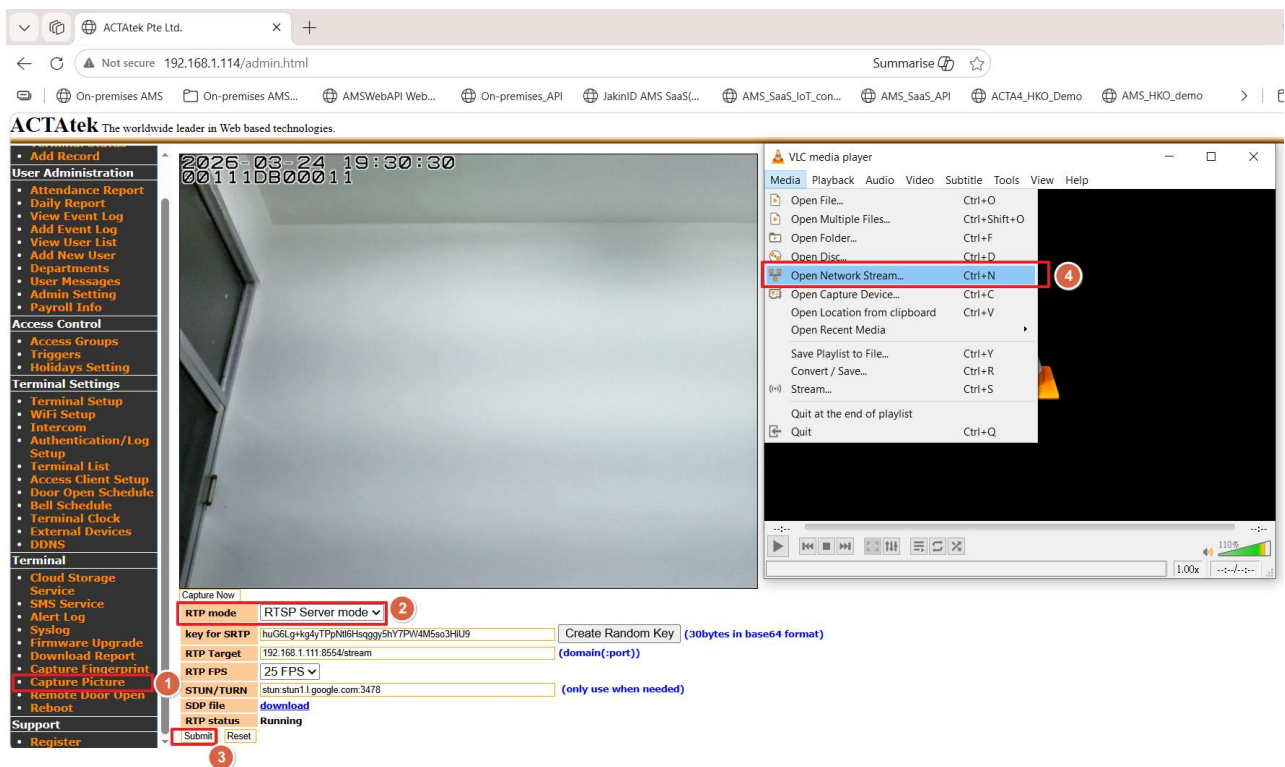 ACTAtek Pte Ltd.
Not secure 192.168.1.114/admin.html
Summarise
On-premises AMS
On-premises AMS...
AMSWebAPI Web...
On-premises_API
JakinID AMS SaaS(...
AMS_SaaS_IoT_con...
AMS_SaaS_API
ACTA4_HKO_Demo
AMS_HKO_demo
ACTAtek The worldwide leader in Web based technologies.
Add Record
User Administration
Attendance Report
Daily Report
View Event Log
Add Event Log
View User List
Add New User
Departments
User Messages
Admin Setting
Payroll Info
Access Control
Access Groups
Triggers
Holidays Setting
Terminal Settings
Terminal Setup
WiFi Setup
Intercom
Authentication/Log
Setup
Terminal List
Access Client Setup
Door Open Schedule
Bell Schedule
Terminal Clock
External Devices
DDNS
Terminal
Cloud Storage
Service
SMS Service
Alert Log
Syslog
Firmware Upgrade
Download Report
Capture Fingerprint
Capture Picture
1
Remote Door Open
Reboot
Support
Register
2026-03-24 19:30:30
00111DB00011
Capture Now
RTP mode RTSP Server mode
2
key for SRTP huG6Lg+kg4yTPpNtl6Hsqggy5hY7PW4M5so3HiU9 Create Random Key (30bytes in base64 format)
RTP Target 192.168.1.111:8554/stream (domain(:port))
RTP FPS 25 FPS
STUN/TURN stun:stun1.l.google.com:3478 (only use when needed)
SDP file download
RTP status Running
Submit Reset
3
VLC media player
Media Playback Audio Video Subtitle Tools View Help
Open File... Ctrl+O
Open Multiple Files... Ctrl+Shift+O
Open Folder... Ctrl+F
Open Disc... Ctrl+D
Open Network Stream... Ctrl+N
4
Open Capture Device... Ctrl+C
Open Location from clipboard Ctrl+V
Open Recent Media
Save Playlist to File... Ctrl+Y
Convert / Save... Ctrl+R
Stream... Ctrl+S
Quit at the end of playlist
Quit Ctrl+Q
--:-- --:--
110%
1.00x --:--/--:--